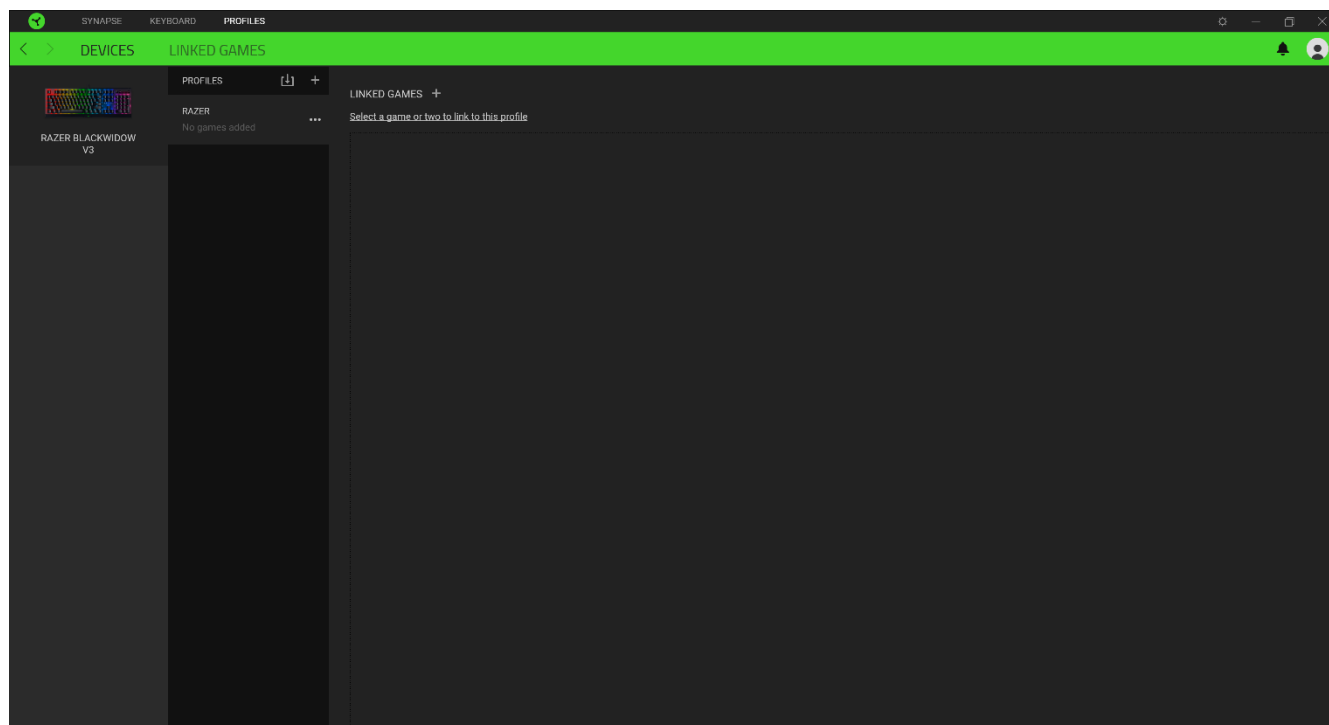 SYNAPSE KEYBOARD PROFILES
DEVICES LINKED GAMES
RAZER BLACKWIDOW
V3
PROFILES
RAZER
No games added
LINKED GAMES +
Select a game or two to link to this profile